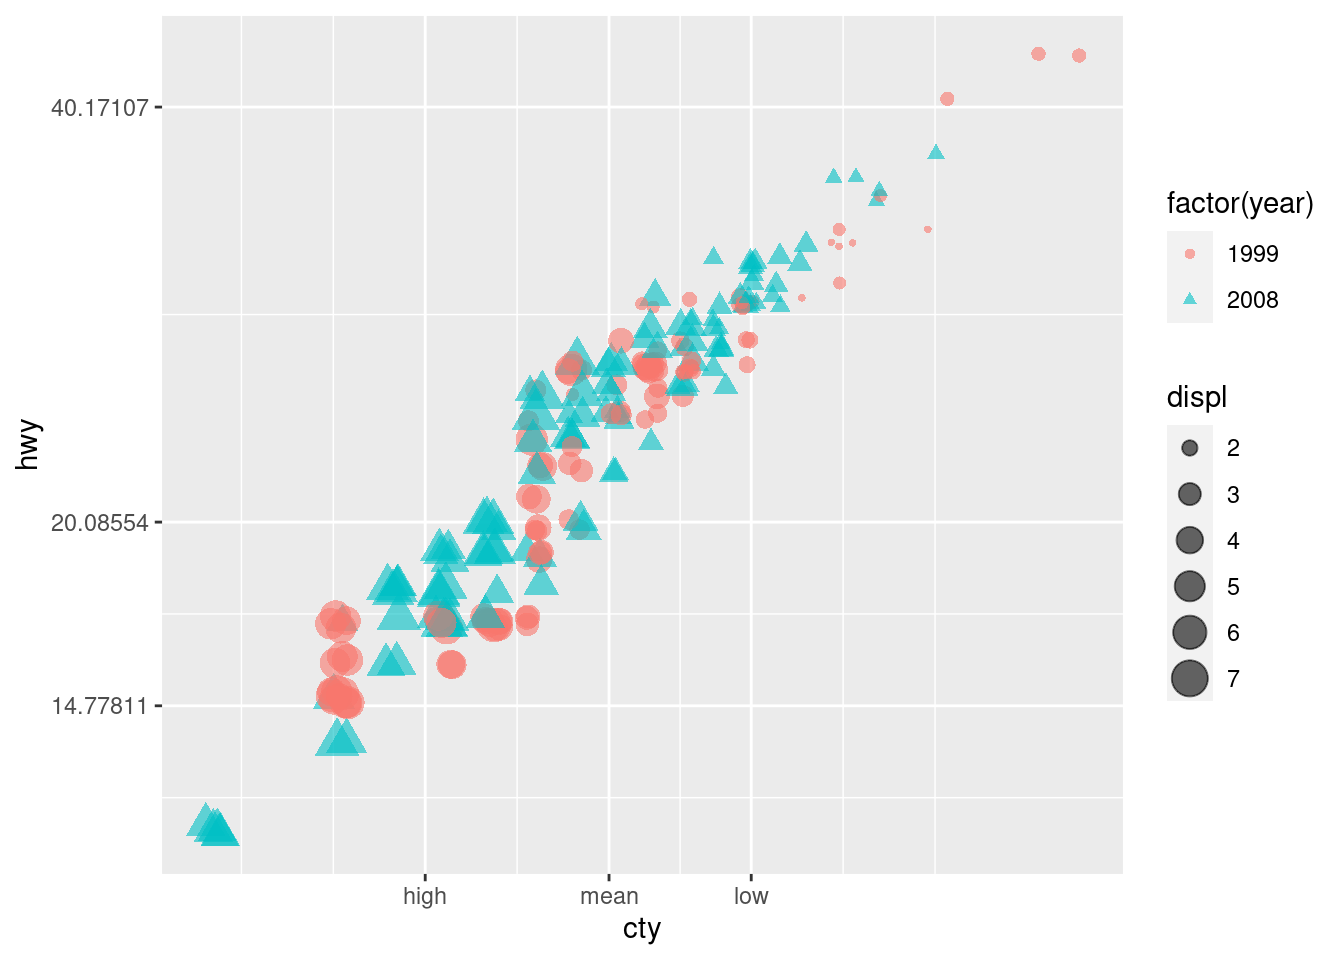 40.17107
20.08554
14.77811
hwy
high
mean
low
cty
factor(year)
1999
2008
displ
2
3
4
5
6
7